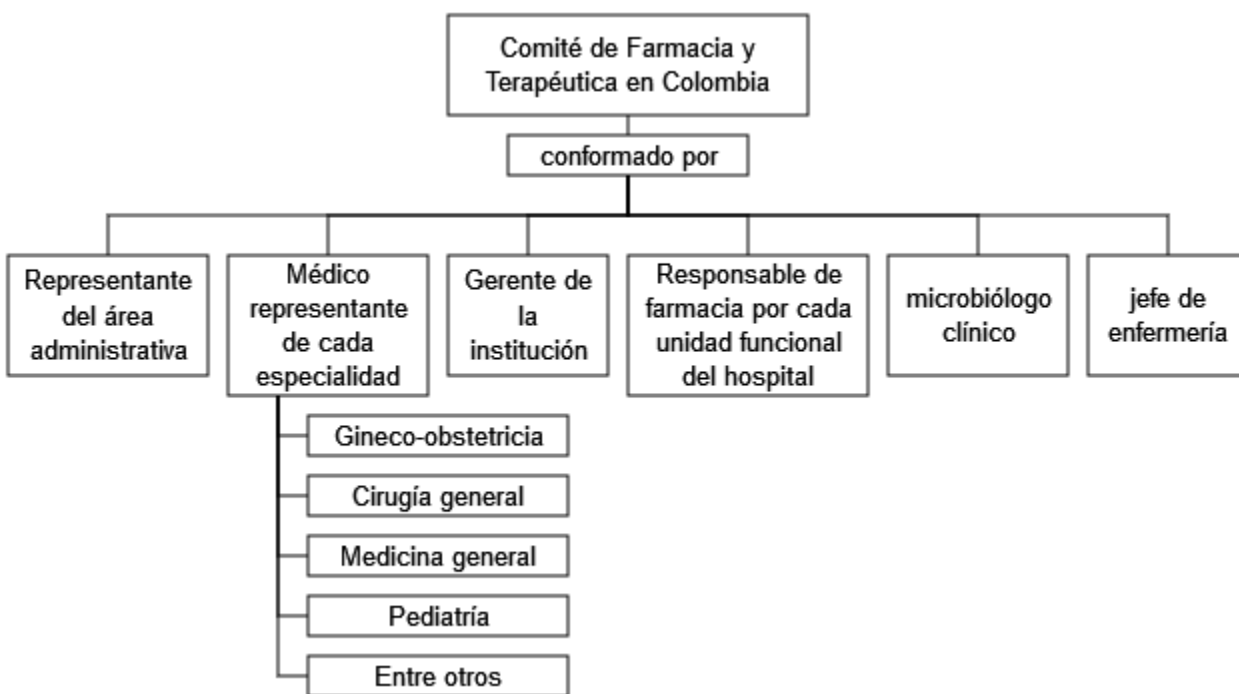 Comité de Farmacia y
Terapéutica en Colombia
conformado por
Representante
del área
administrativa
Médico
representante
de cada
especialidad
Gerente de
la
institución
Responsable de
farmacia por cada
unidad funcional
del hospital
microbiólogo
clínico
jefe de
enfermería
Gineco-obstetricia
Cirugía general
Medicina general
Pediatría
Entre otros